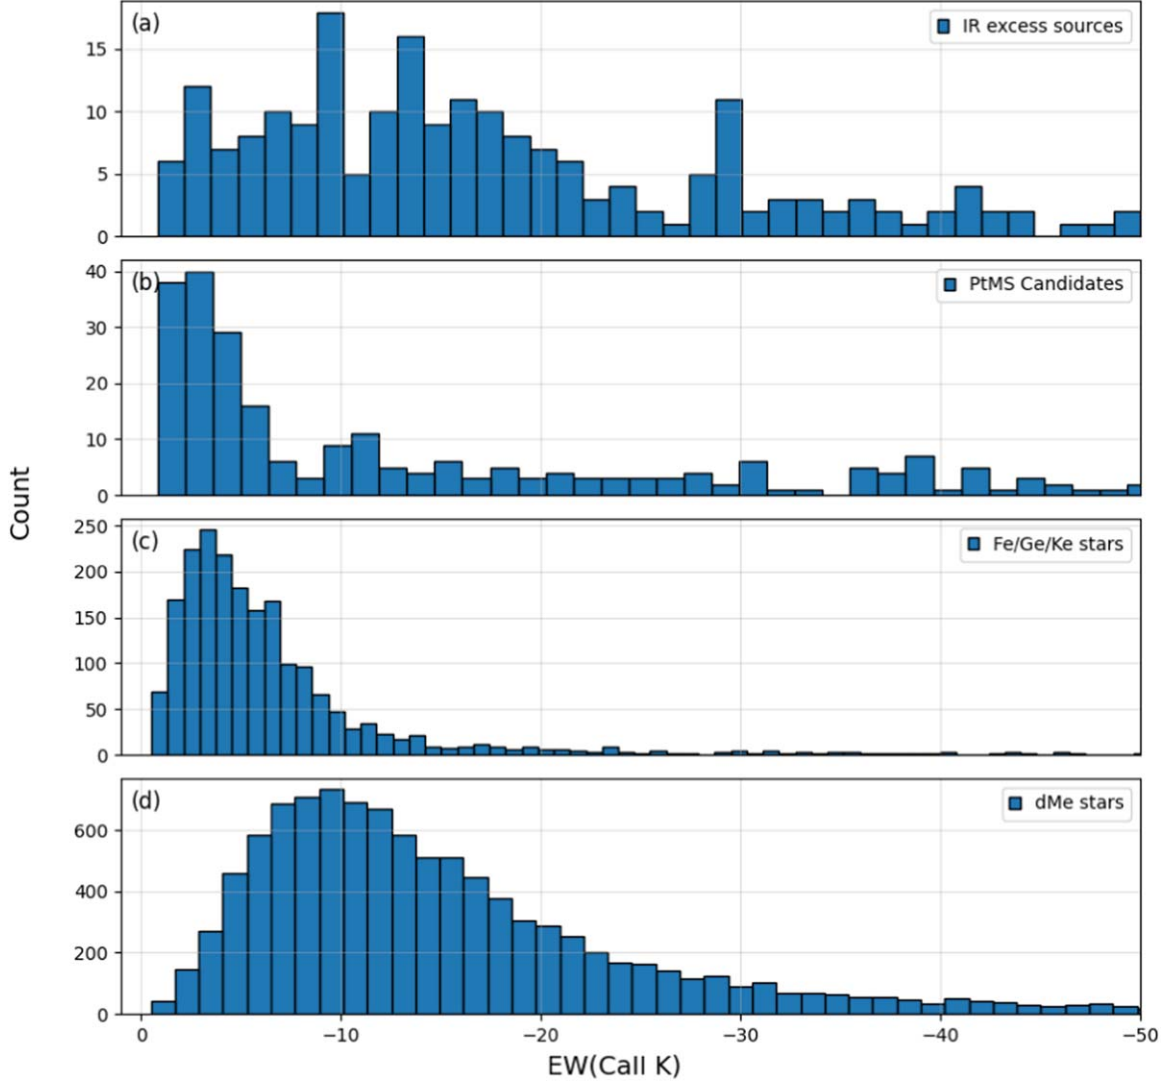 (a)
IR excess sources
15
10
5
0
(b)
PtMS Candidates
40
30
20
10
0
Count
(c)
Fe/Ge/Ke stars
250
200
150
100
50
0
(d)
dMe stars
600
400
200
0
0 −10 −20 −30 −40 −50
EW(CaII K)